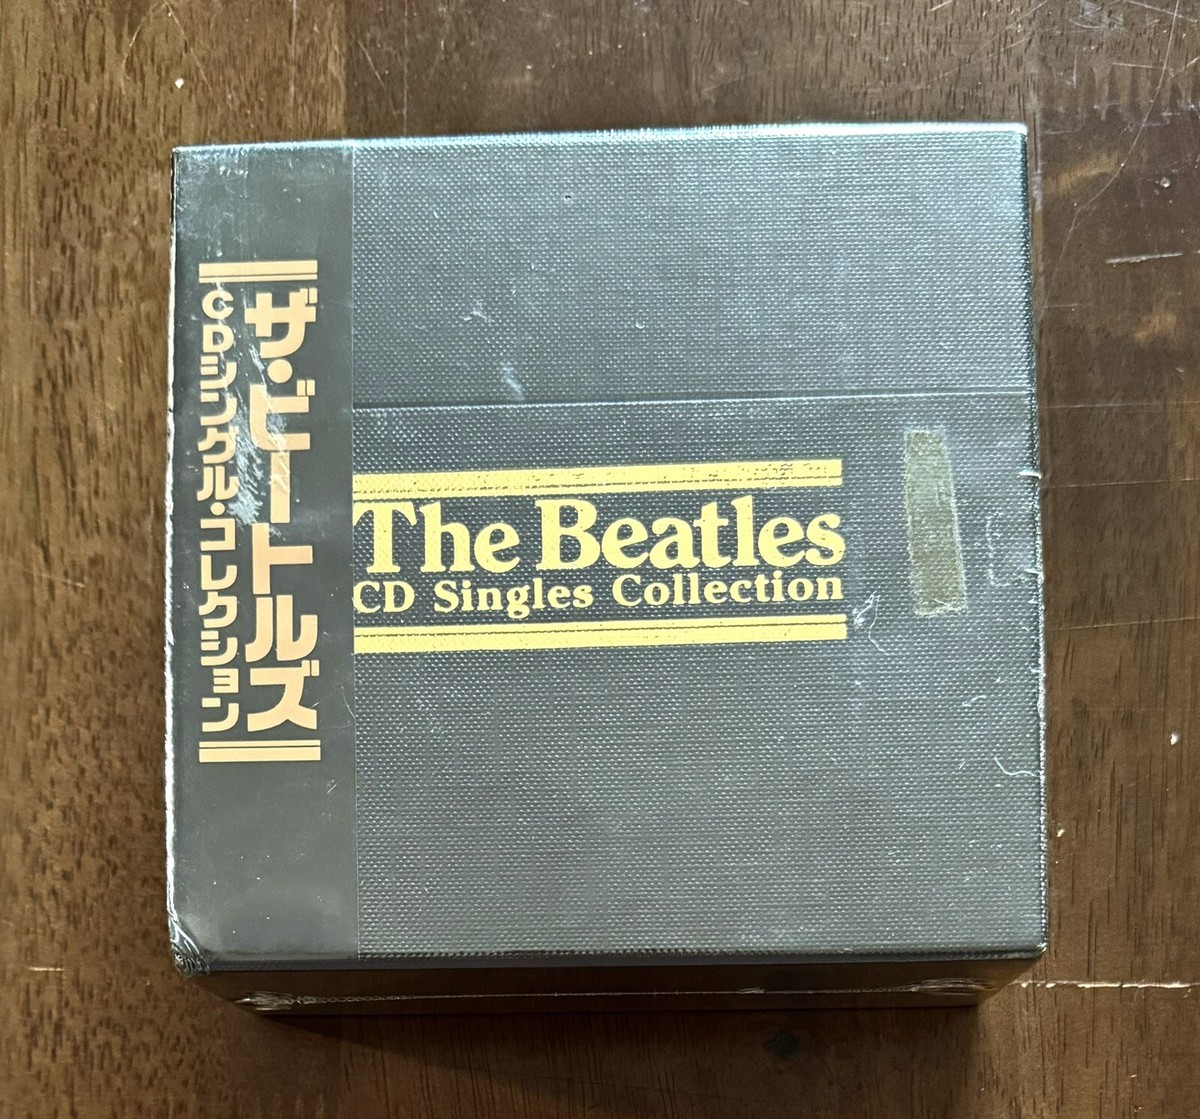 ザ・ビートルズ
CDシングル・コレクション
The Beatles
CD Singles Collection